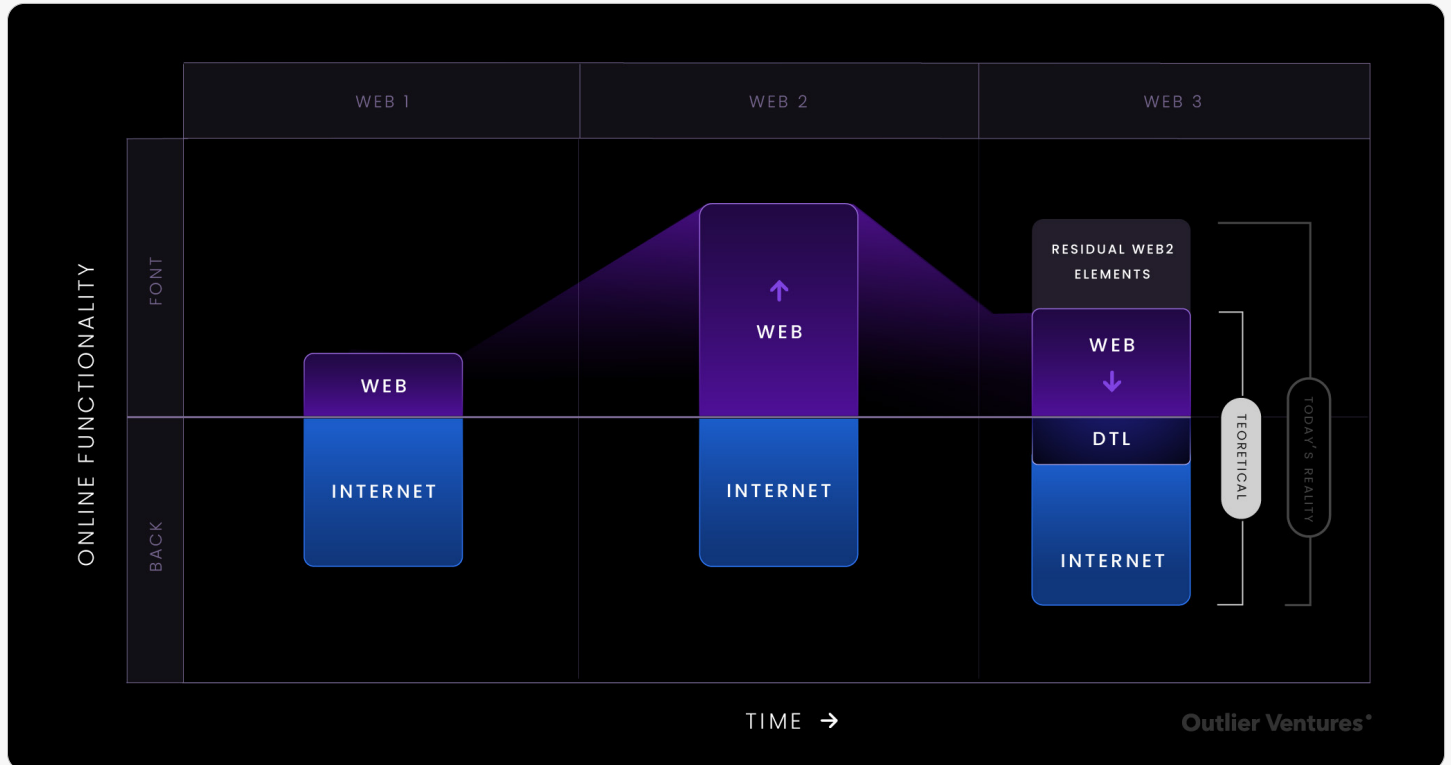 WEB 1
WEB 2
WEB 3
ONLINE FUNCTIONALITY
FONT
BACK
WEB
INTERNET
WEB
INTERNET
RESIDUAL WEB2
ELEMENTS
WEB
DTL
INTERNET
TEORETICAL
TODAY'S REALITY
TIME →
Outlier Ventures